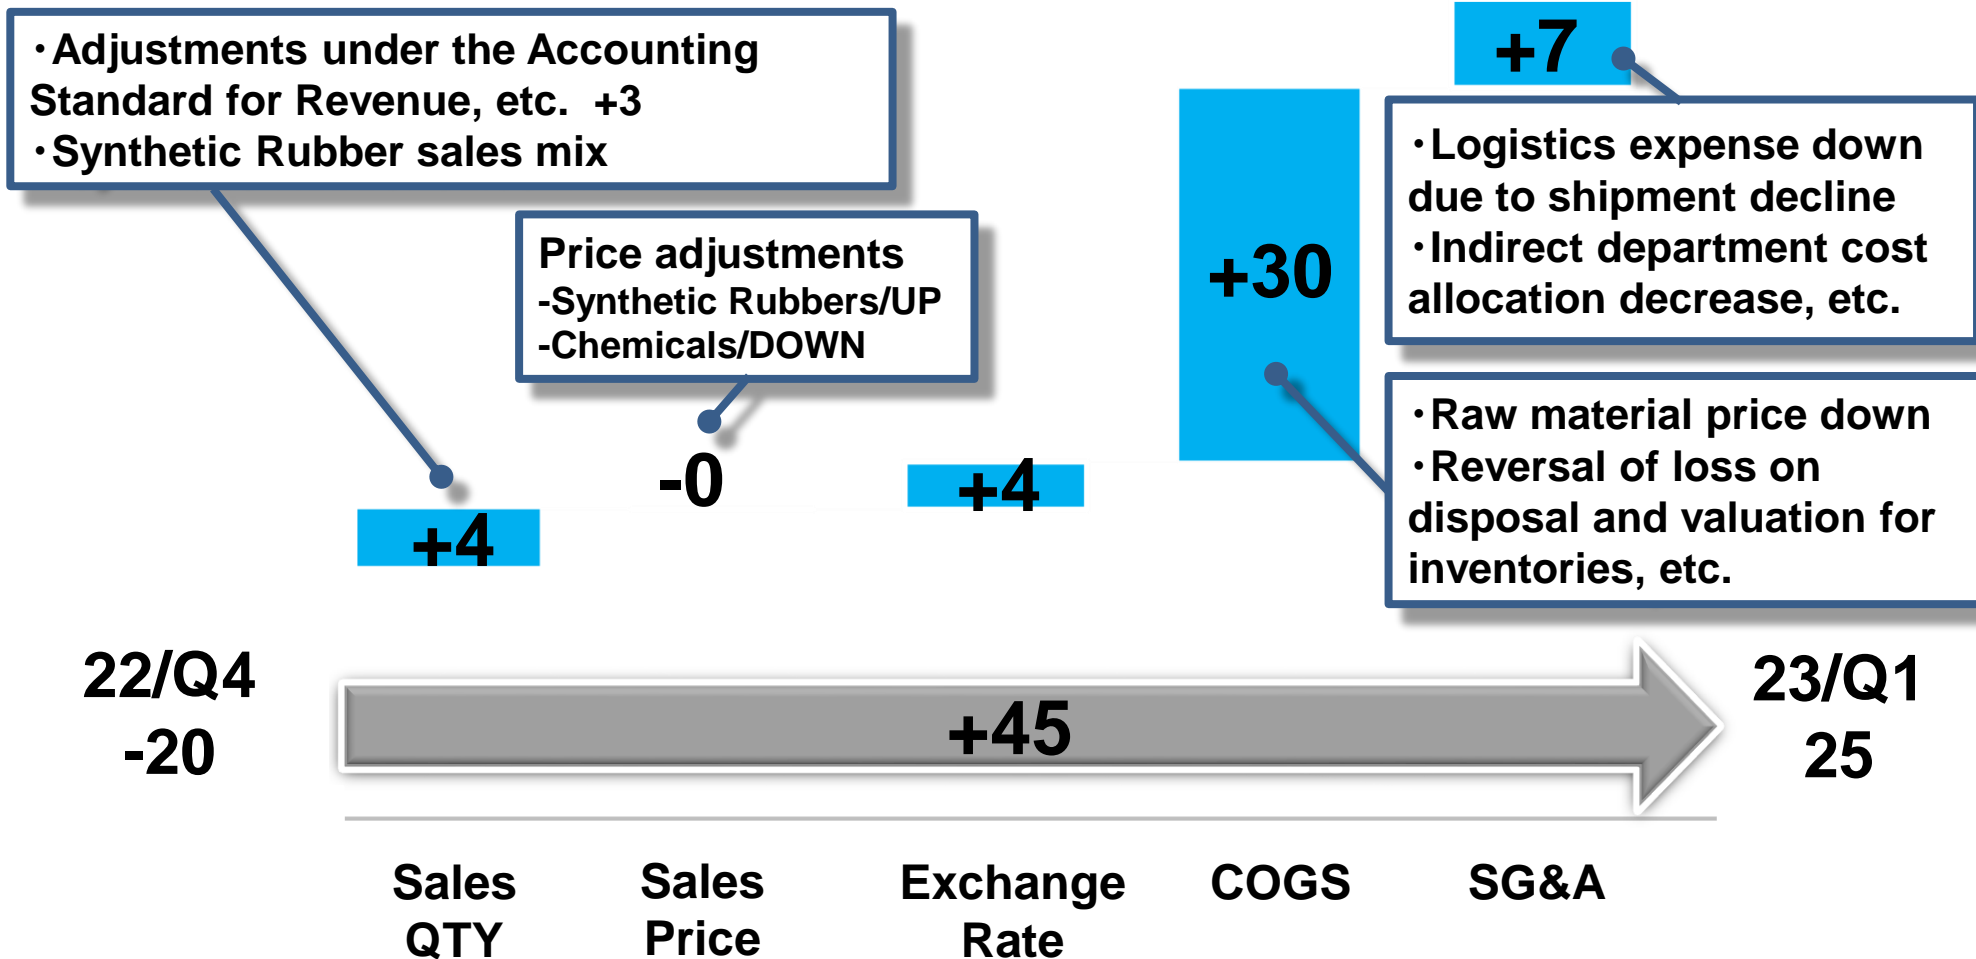 ・Adjustments under the Accounting
Standard for Revenue, etc. +3
・Synthetic Rubber sales mix
Price adjustments
-Synthetic Rubbers/UP
-Chemicals/DOWN
+7
・Logistics expense down
due to shipment decline
・Indirect department cost
allocation decrease, etc.
+30
・Raw material price down
・Reversal of loss on
disposal and valuation for
inventories, etc.
+4
-0
+4
22/Q4
-20
+45
23/Q1
25
Sales
QTY
Sales
Price
Exchange
Rate
COGS
SG&A